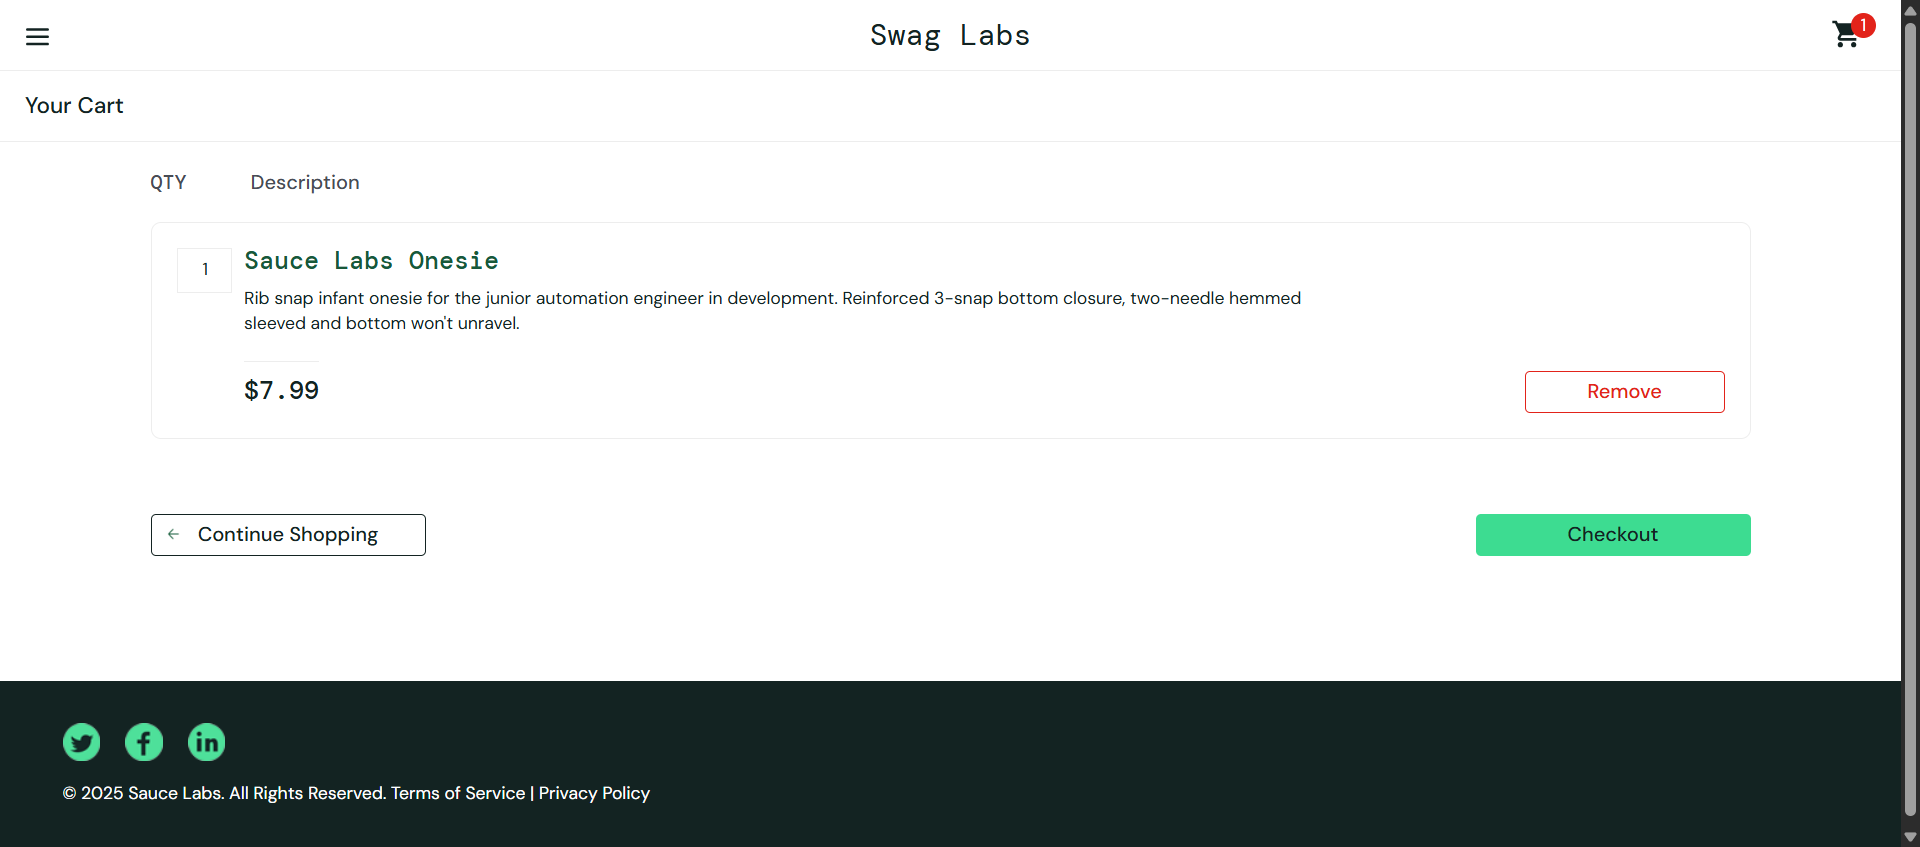 Swag Labs
1
Your Cart
QTY
Description
1
Sauce Labs Onesie
Rib snap infant onesie for the junior automation engineer in development. Reinforced 3-snap bottom closure, two-needle hemmed
sleeved and bottom won't unravel.
$7.99
Remove
Continue Shopping
Checkout
© 2025 Sauce Labs. All Rights Reserved. Terms of Service | Privacy Policy